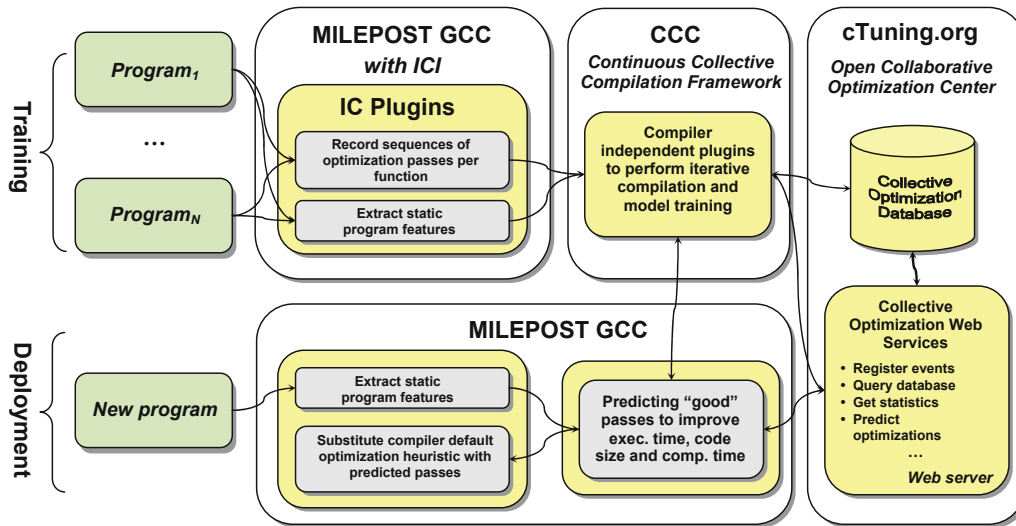 Training
Program1
...
ProgramN
MILEPOST GCC
with ICI
IC Plugins
Record sequences of
optimization passes per
function
Extract static
program features
CCC
Continuous Collective
Compilation Framework
Compiler
independent plugins
to perform iterative
compilation and
model training
cTuning.org
Open Collaborative
Optimization Center
Collective
Optimization
Database
Deployment
New program
MILEPOST GCC
Extract static
program features
Substitute compiler default
optimization heuristic with
predicted passes
Predicting “good”
passes to improve
exec. time, code
size and comp. time
Collective
Optimization Web
Services
• Register events
• Query database
• Get statistics
• Predict
optimizations
...
Web server